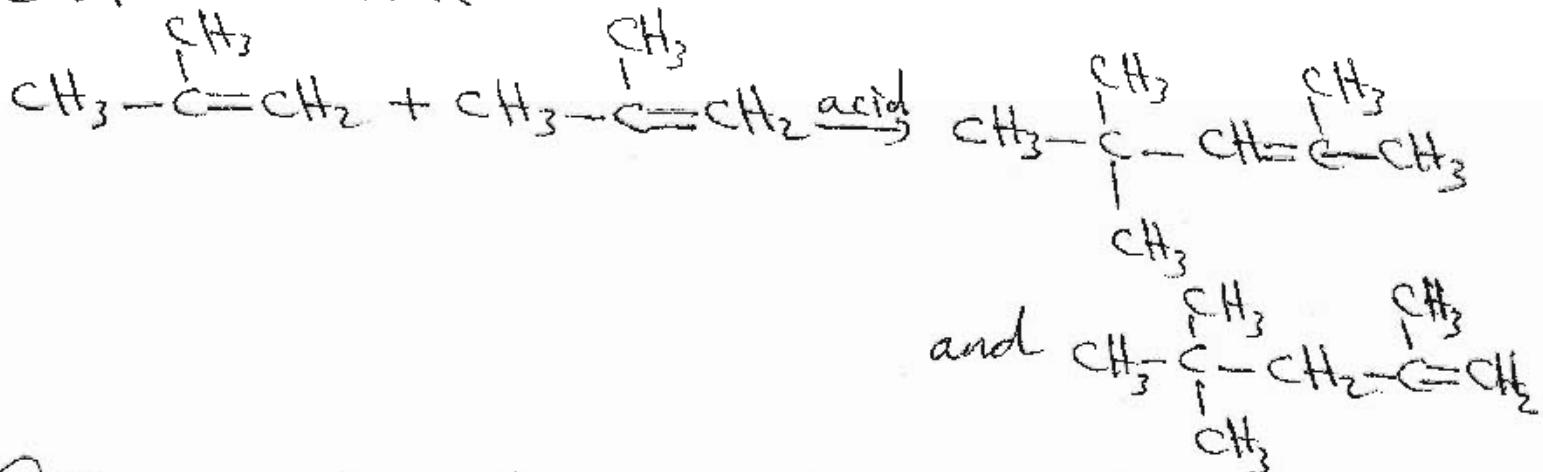 CH3 CH3
CH3-C=CH2 + CH3-C=CH2 acid→ CH3-C-CH=C-CH3
CH3 CH3
CH3
and CH3-C-CH2-C=CH2
CH3 CH3
CH3